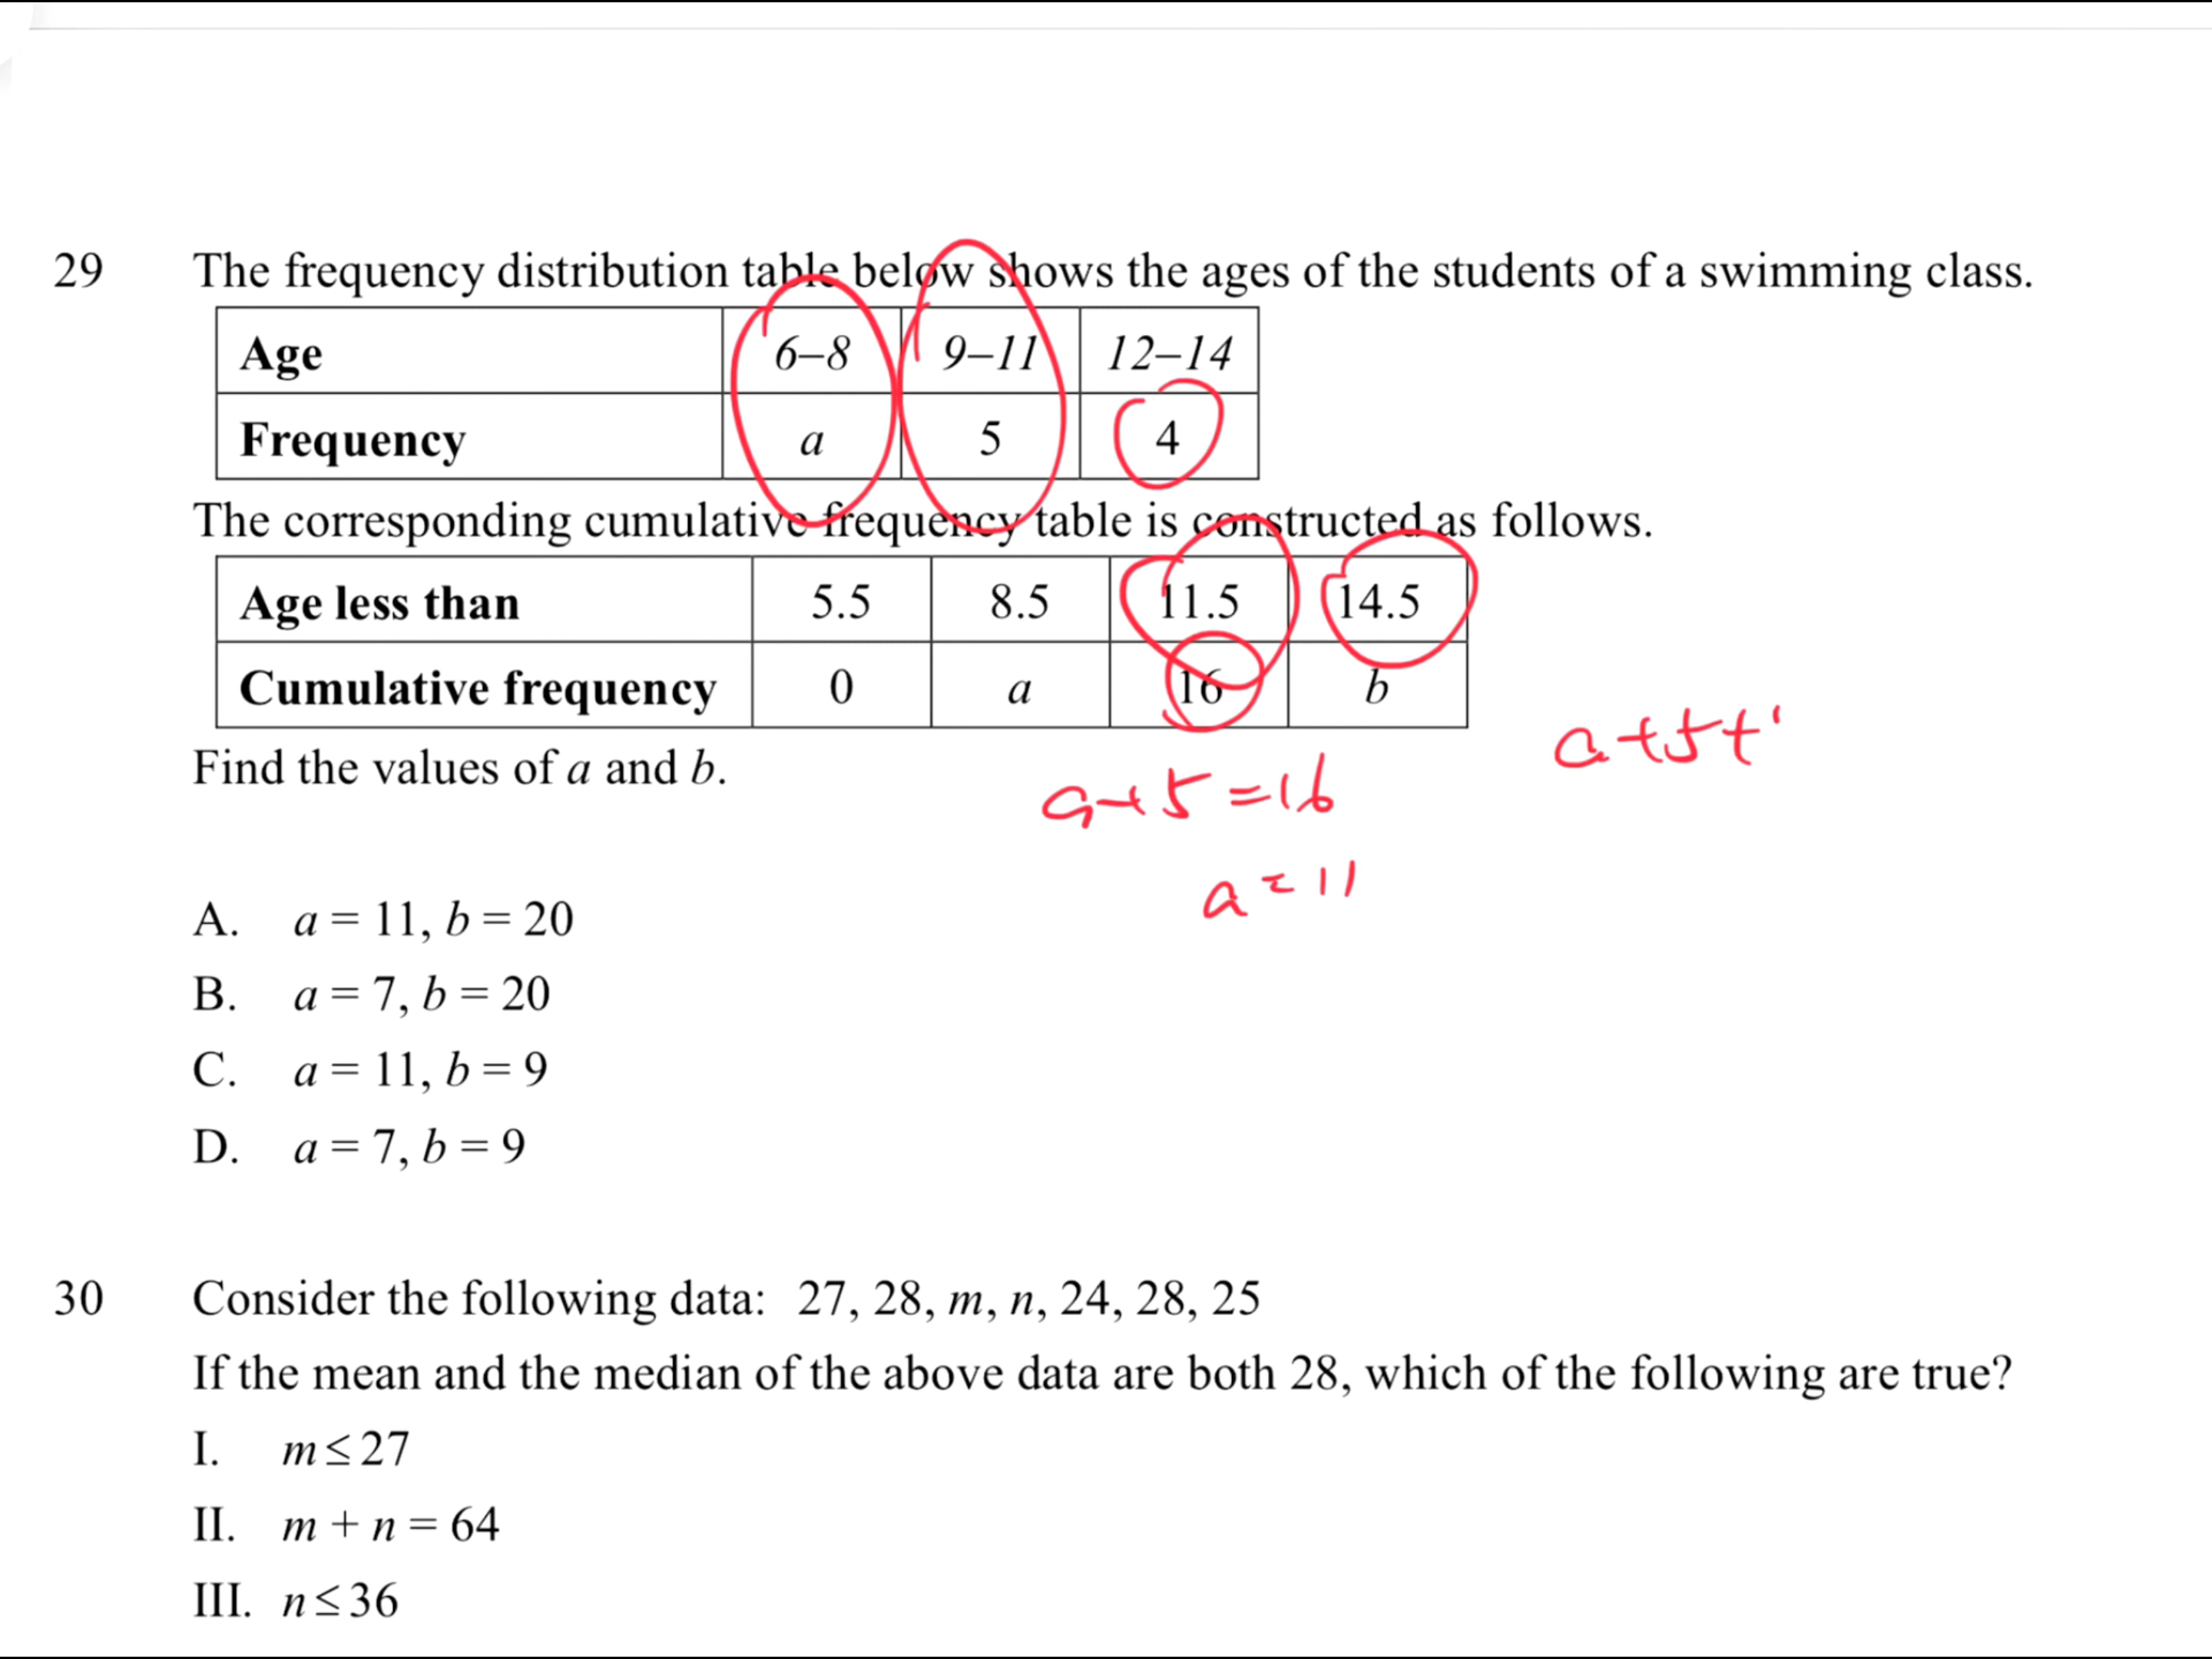 29 The frequency distribution table below shows the ages of the students of a swimming class.
Age 6–8 9–11 12–14
Frequency a 5 4
The corresponding cumulative frequency table is constructed as follows.
Age less than 5.5 8.5 11.5 14.5
Cumulative frequency 0 a 16 b
a+5+
Find the values of a and b.
a+5=16
a=11
A. a = 11, b = 20
B. a = 7, b = 20
C. a = 11, b = 9
D. a = 7, b = 9
30 Consider the following data: 27, 28, m, n, 24, 28, 25
If the mean and the median of the above data are both 28, which of the following are true?
I. m ≤ 27
II. m + n = 64
III. n ≤ 36